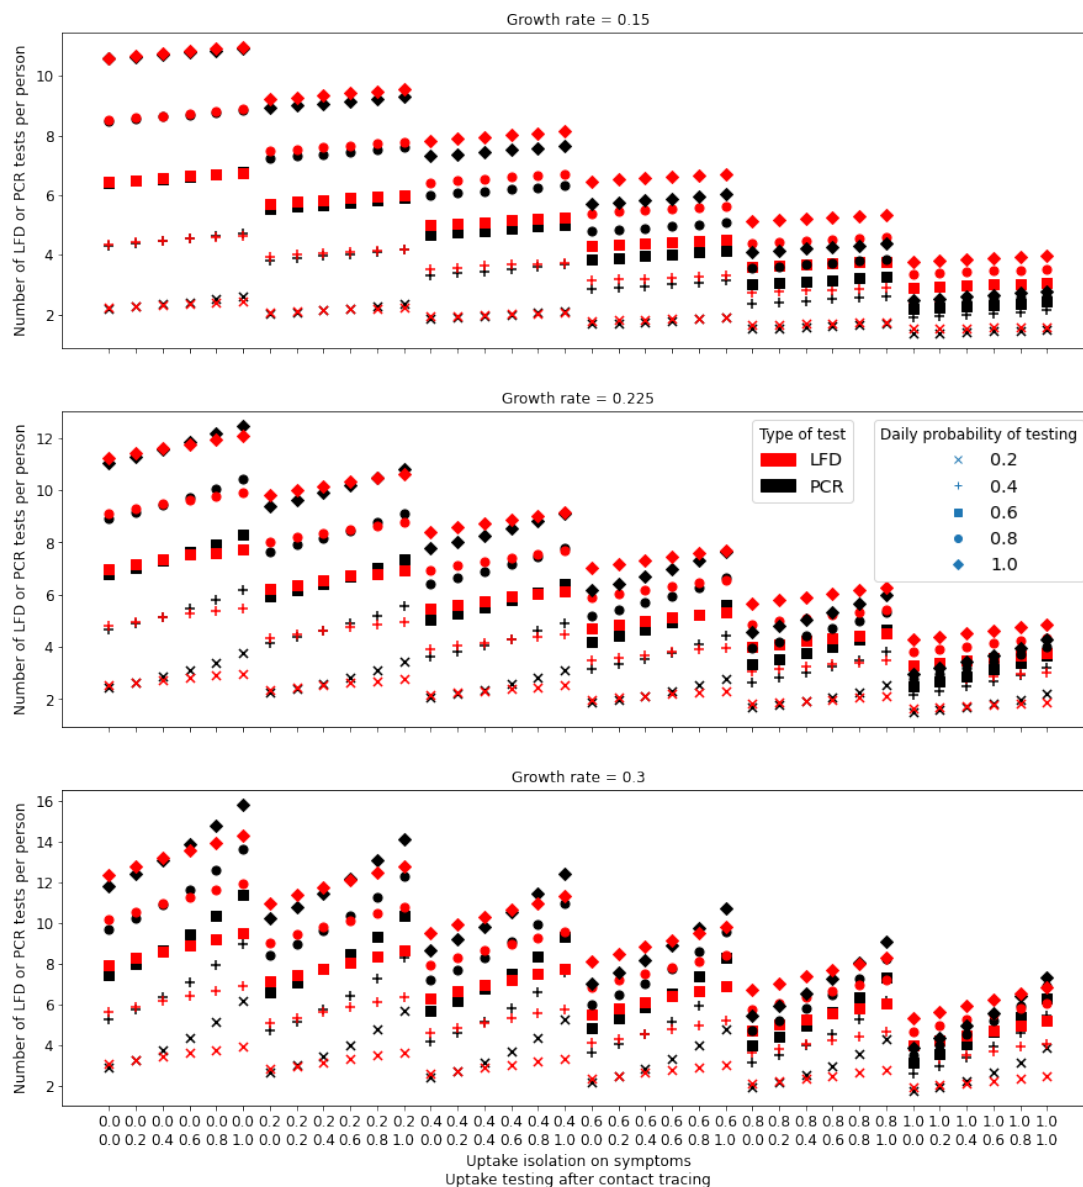 Growth rate = 0.15
Number of LFD or PCR tests per person
10
8
6
4
2
Growth rate = 0.225
Number of LFD or PCR tests per person
12
10
8
6
4
2
Type of test
LFD
PCR
Daily probability of testing
0.2
0.4
0.6
0.8
1.0
Growth rate = 0.3
Number of LFD or PCR tests per person
16
14
12
10
8
6
4
2
0.0 0.0 0.0 0.0 0.0 0.0 0.2 0.2 0.2 0.2 0.2 0.2 0.4 0.4 0.4 0.4 0.4 0.4 0.6 0.6 0.6 0.6 0.6 0.6 0.8 0.8 0.8 0.8 0.8 0.8 1.0 1.0 1.0 1.0 1.0 1.0
0.0 0.2 0.4 0.6 0.8 1.0 0.0 0.2 0.4 0.6 0.8 1.0 0.0 0.2 0.4 0.6 0.8 1.0 0.0 0.2 0.4 0.6 0.8 1.0 0.0 0.2 0.4 0.6 0.8 1.0 0.0 0.2 0.4 0.6 0.8 1.0
Uptake isolation on symptoms
Uptake testing after contact tracing